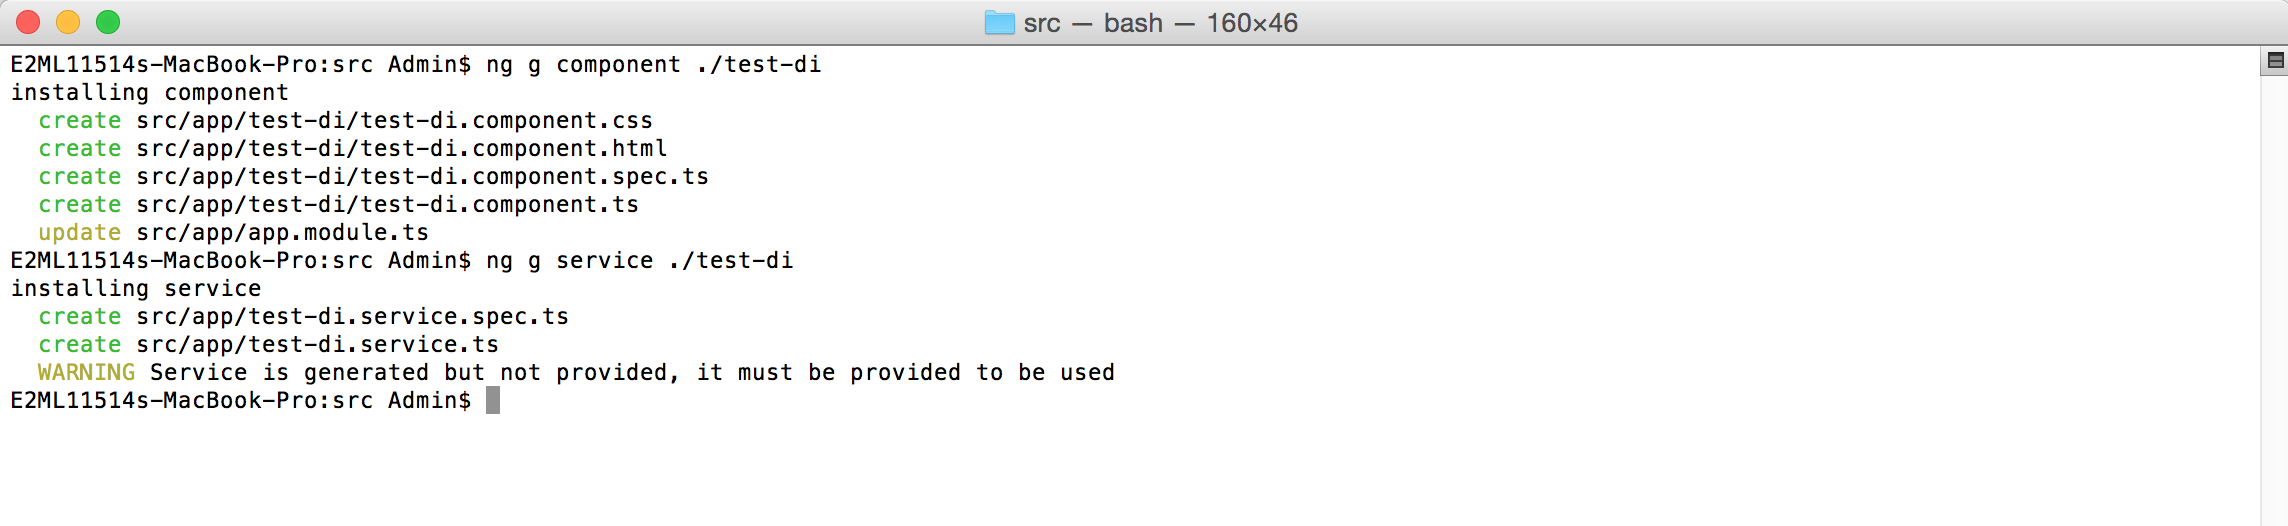 src — bash — 160×46
E2ML11514s-MacBook-Pro:src Admin$ ng g component ./test-di
installing component
  create src/app/test-di/test-di.component.css
  create src/app/test-di/test-di.component.html
  create src/app/test-di/test-di.component.spec.ts
  create src/app/test-di/test-di.component.ts
  update src/app/app.module.ts
E2ML11514s-MacBook-Pro:src Admin$ ng g service ./test-di
installing service
  create src/app/test-di.service.spec.ts
  create src/app/test-di.service.ts
  WARNING Service is generated but not provided, it must be provided to be used
E2ML11514s-MacBook-Pro:src Admin$